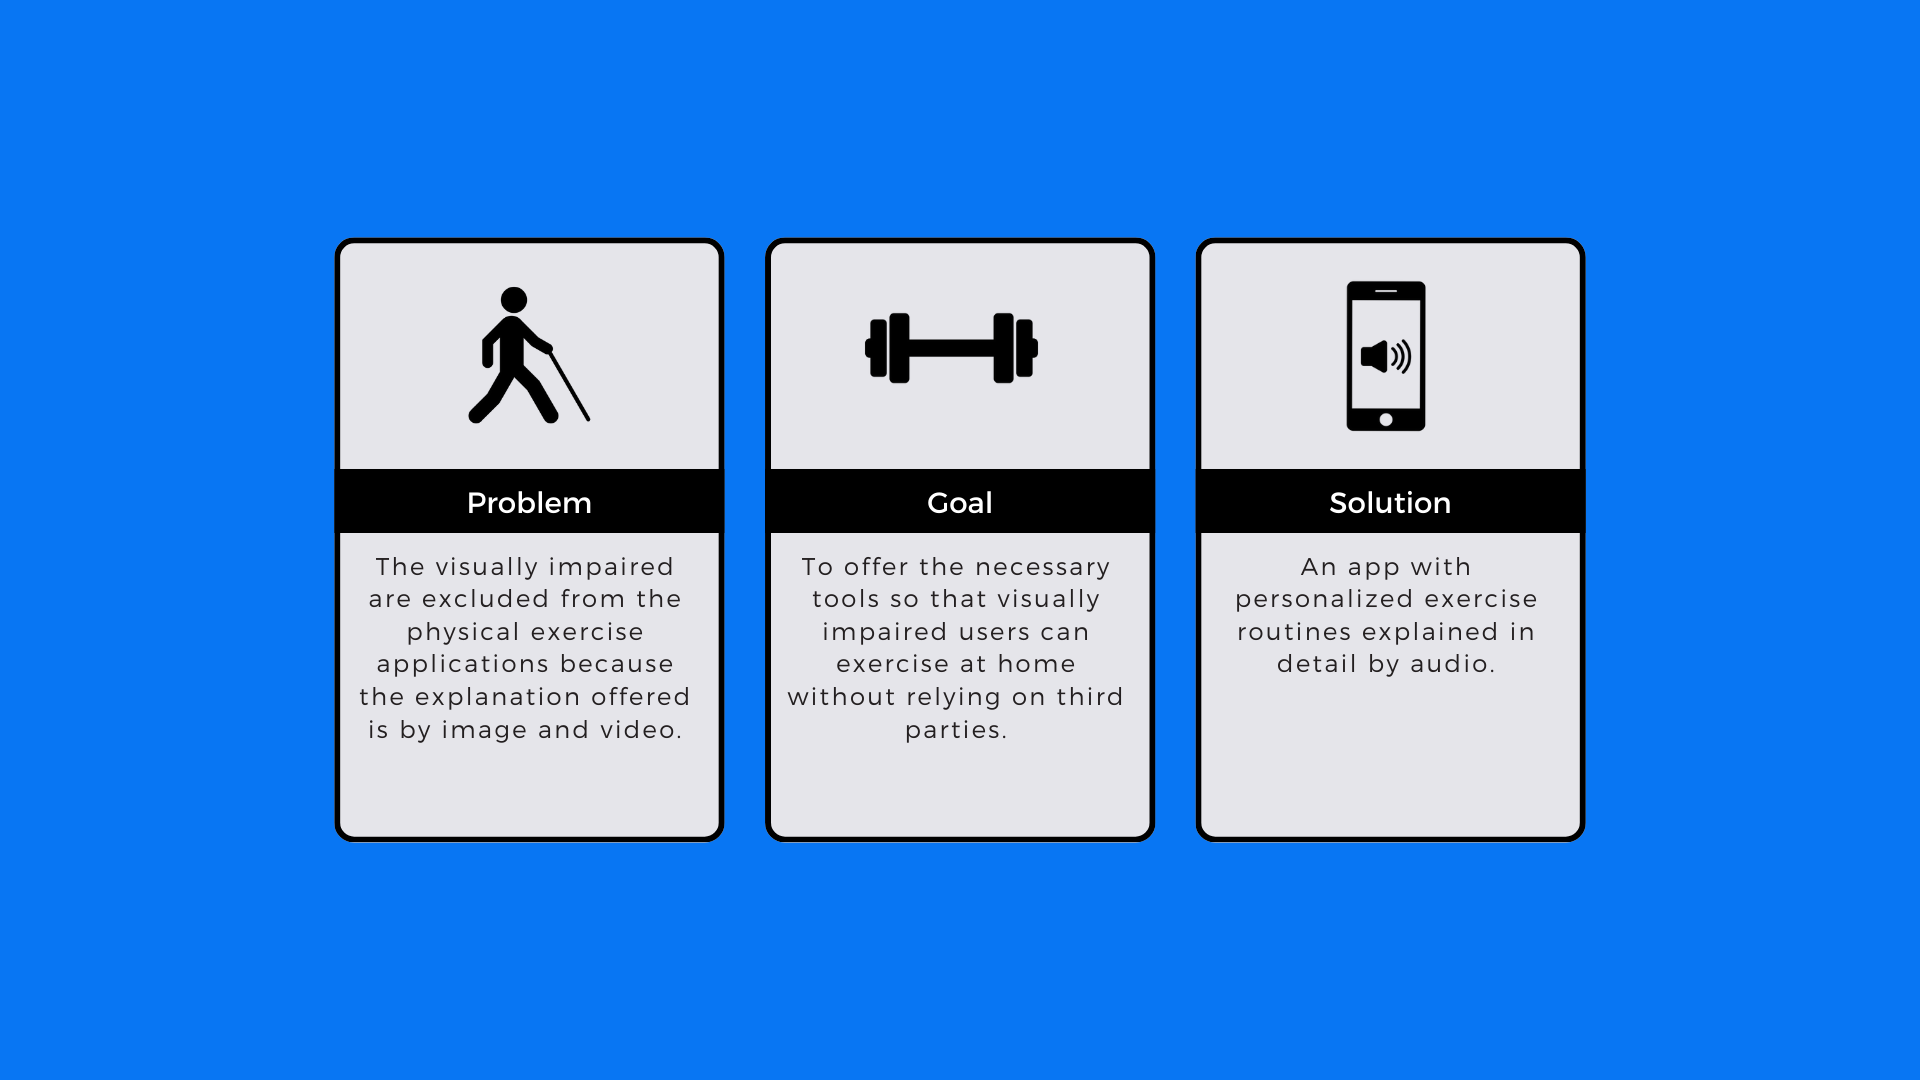 Problem
The visually impaired
are excluded from the
physical exercise
applications because
the explanation offered
is by image and video.
Goal
To offer the necessary
tools so that visually
impaired users can
exercise at home
without relying on third
parties.
Solution
An app with
personalized exercise
routines explained in
detail by audio.